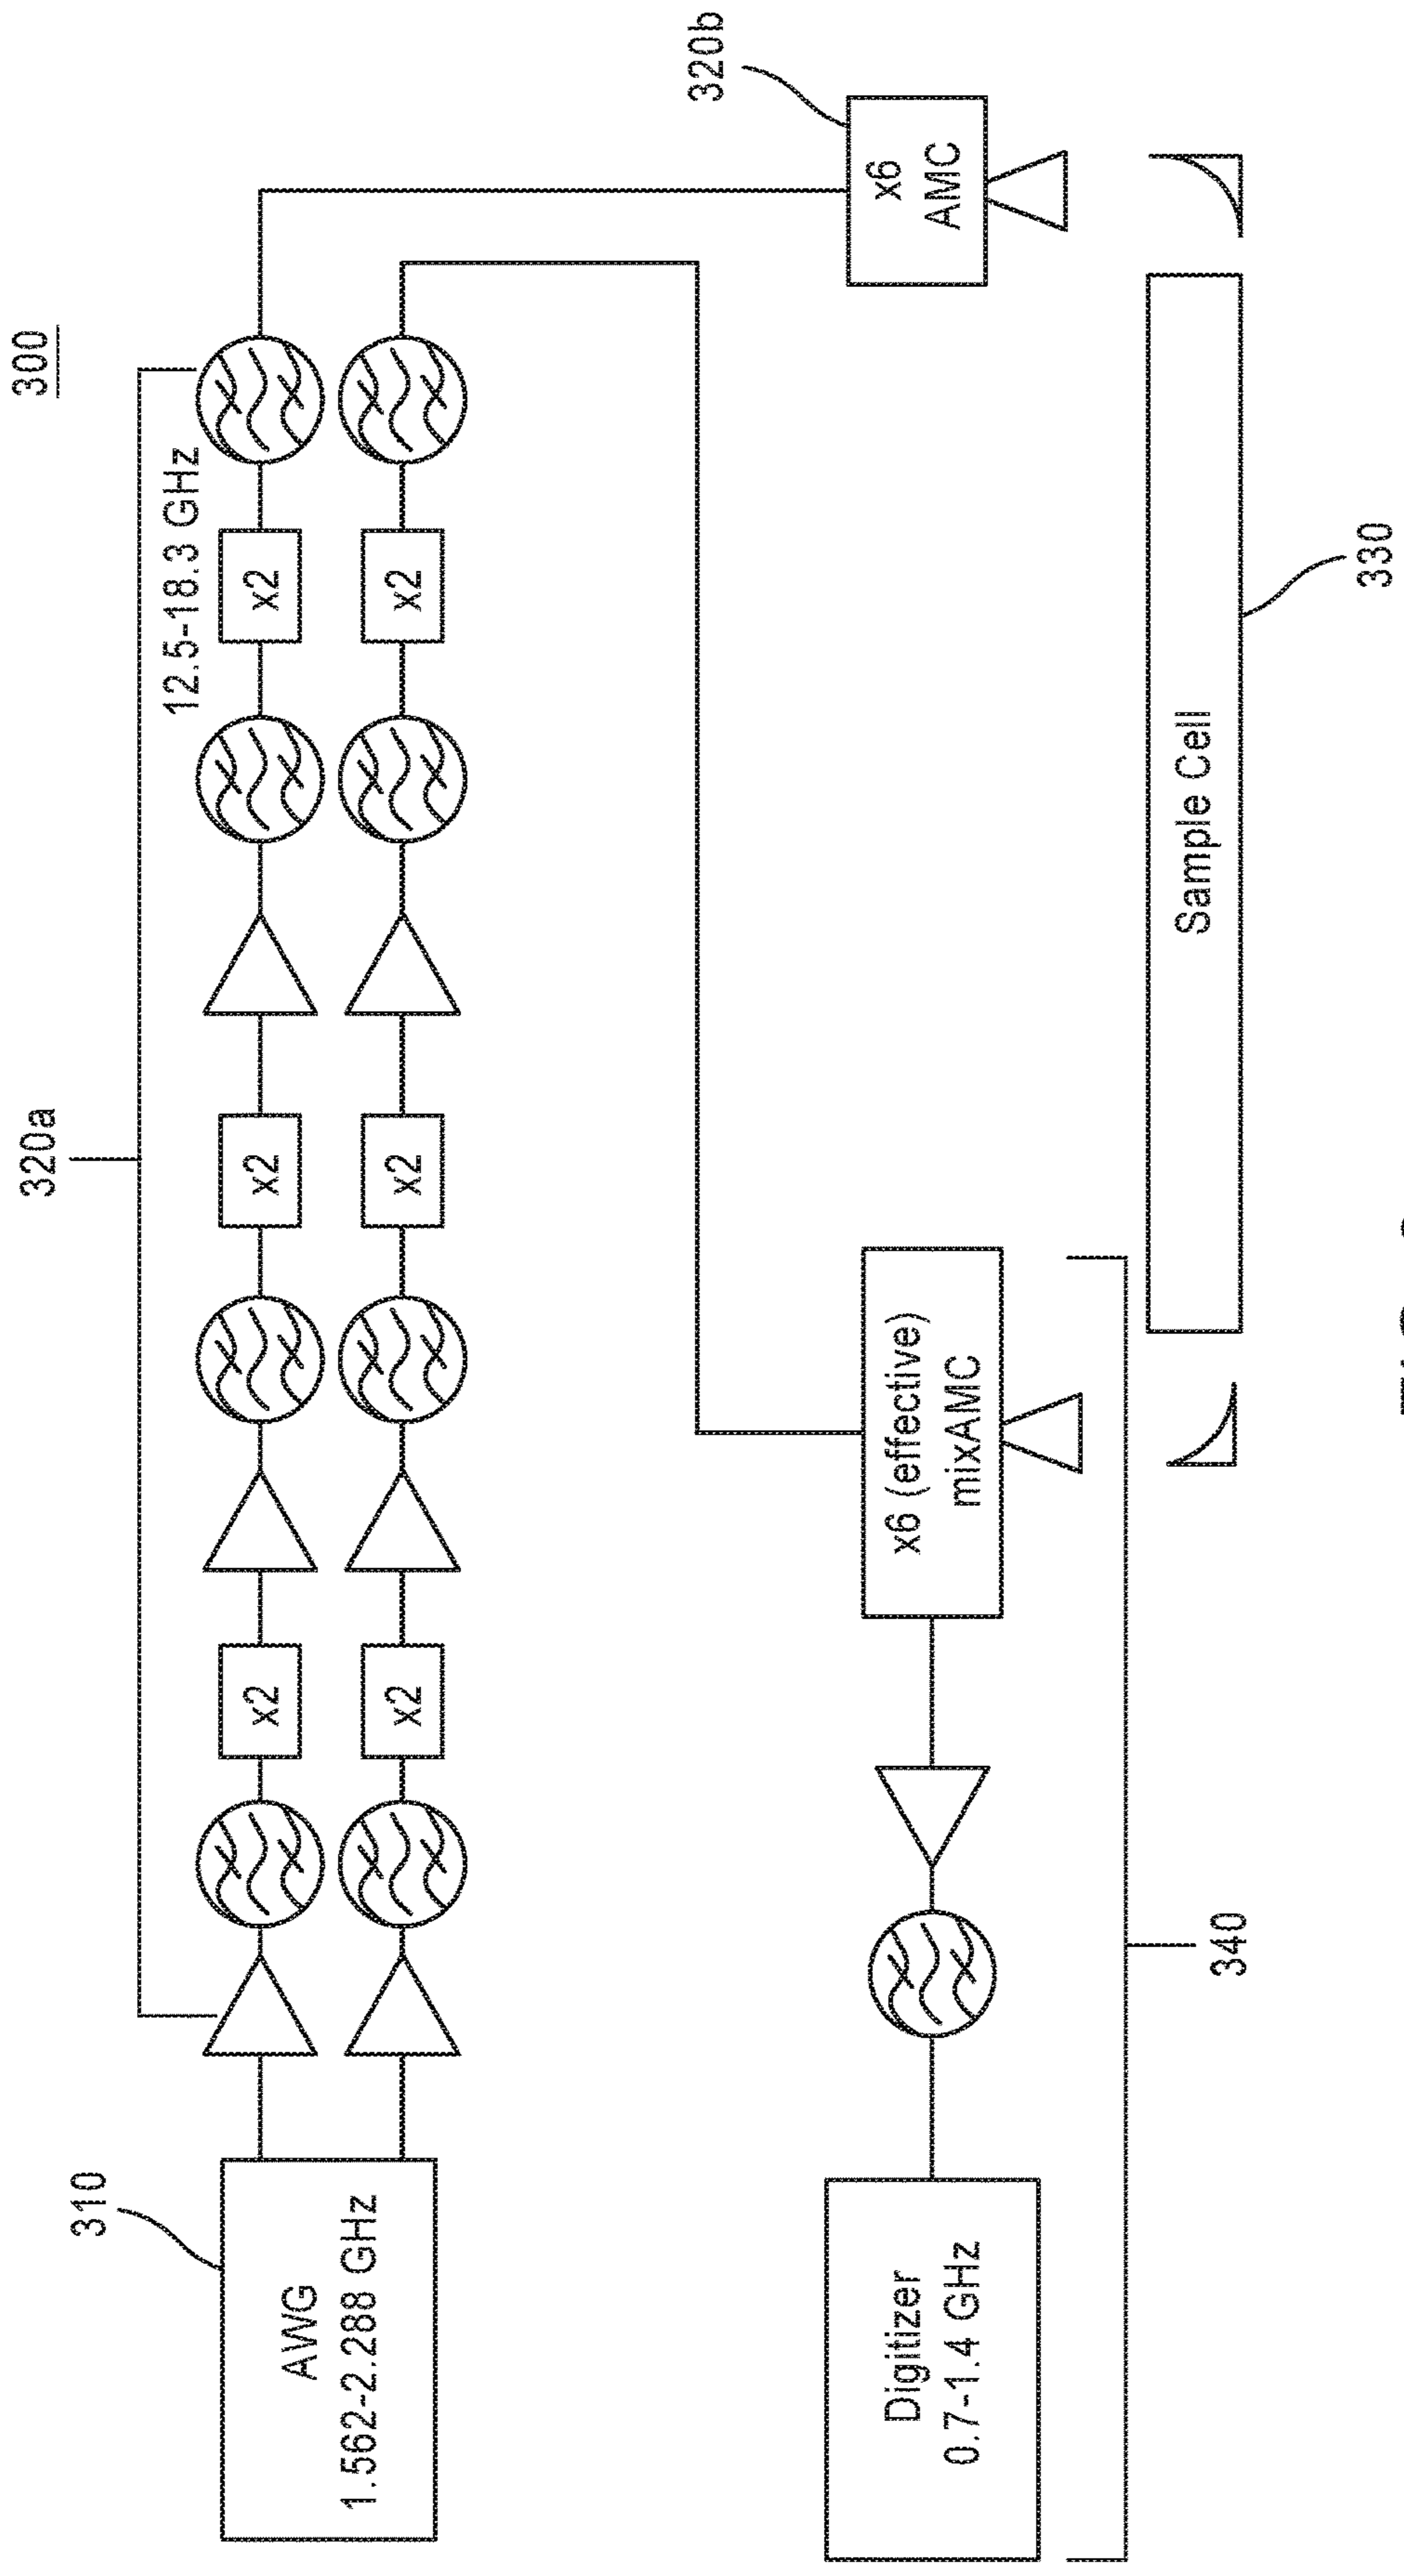 300
320a
12.5-18.3 GHz
310
AWG
1.562-2.288 GHz
x2
x2
x2
x2
x2
x2
320b
x6
AMC
x6 (effective)
mixAMC
Digitizer
0.7-1.4 GHz
340
Sample Cell
330